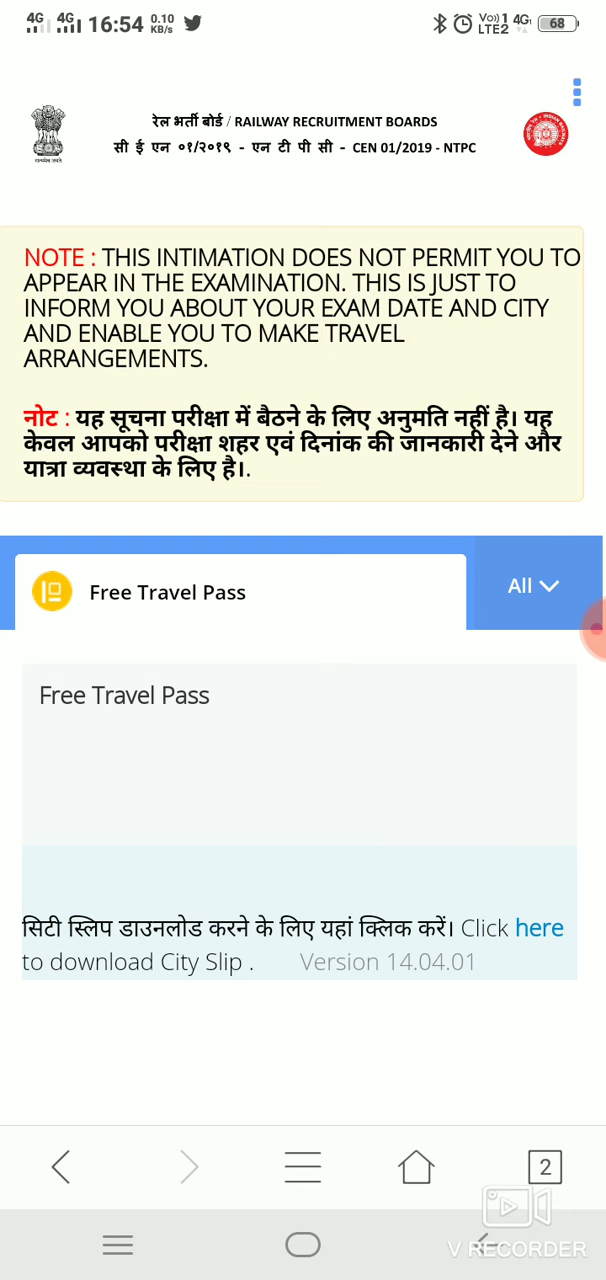 4G 4G 16:54 0.10 KB/s Vo) 1 LTE2 4G 68
रेल भर्ती बोर्ड / RAILWAY RECRUITMENT BOARDS
सी ई एन ०१/२०१९ - एन टी पी सी - CEN 01/2019 - NTPC
NOTE : THIS INTIMATION DOES NOT PERMIT YOU TO
APPEAR IN THE EXAMINATION. THIS IS JUST TO
INFORM YOU ABOUT YOUR EXAM DATE AND CITY
AND ENABLE YOU TO MAKE TRAVEL
ARRANGEMENTS.
नोट : यह सूचना परीक्षा में बैठने के लिए अनुमति नहीं है। यह
केवल आपको परीक्षा शहर एवं दिनांक की जानकारी देने और
यात्रा व्यवस्था के लिए है।.
Free Travel Pass
All
Free Travel Pass
सिटी स्लिप डाउनलोड करने के लिए यहां क्लिक करें। Click here
to download City Slip . Version 14.04.01
2
V RECORDER